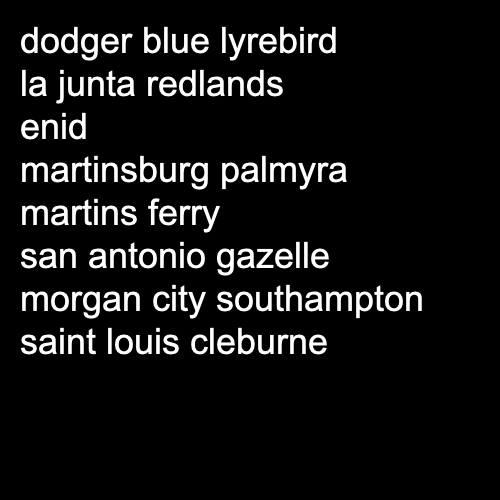 dodger blue lyrebird
la junta redlands
enid
martinsburg palmyra
martins ferry
san antonio gazelle
morgan city southampton
saint louis cleburne